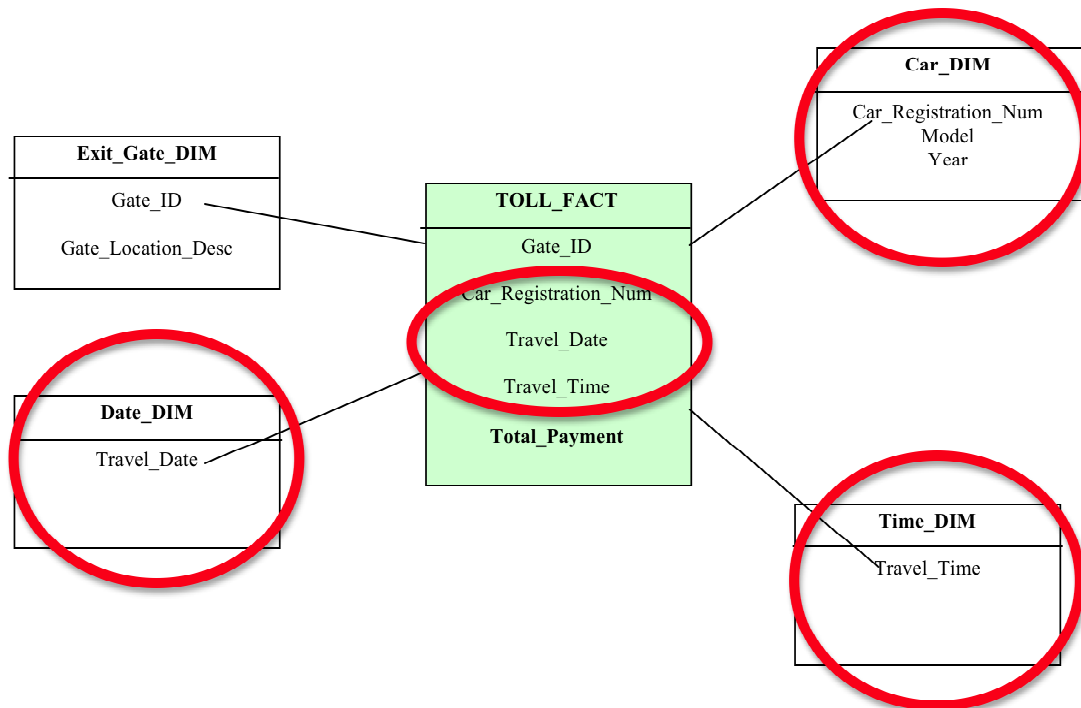 Car_DIM
Car_Registration_Num
Model
Year
Exit_Gate_DIM
Gate_ID
Gate_Location_Desc
TOLL_FACT
Gate_ID
Car_Registration_Num
Travel_Date
Travel_Time
Total_Payment
Date_DIM
Travel_Date
Time_DIM
Travel_Time